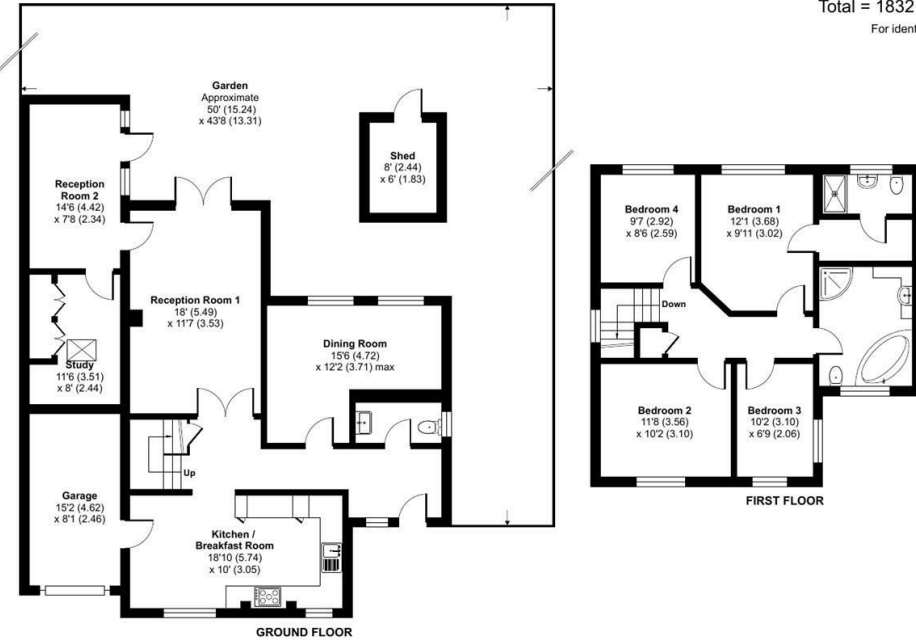 Total = 1832
For ident
Garden
Approximate
50' (15.24)
x 43'8 (13.31)
Shed
8' (2.44)
x 6' (1.83)
Reception
Room 2
14'6 (4.42)
x 7'8 (2.34)
Reception Room 1
18' (5.49)
x 11'7 (3.53)
Study
11'6 (3.51)
x 8' (2.44)
Dining Room
15'6 (4.72)
x 12'2 (3.71) max
Up
Garage
15'2 (4.62)
x 8'1 (2.46)
Kitchen /
Breakfast Room
18'10 (5.74)
x 10' (3.05)
GROUND FLOOR
Bedroom 4
9'7 (2.92)
x 8'6 (2.59)
Bedroom 1
12'1 (3.68)
x 9'11 (3.02)
Down
Bedroom 2
11'8 (3.56)
x 10'2 (3.10)
Bedroom 3
10'2 (3.10)
x 6'9 (2.06)
FIRST FLOOR